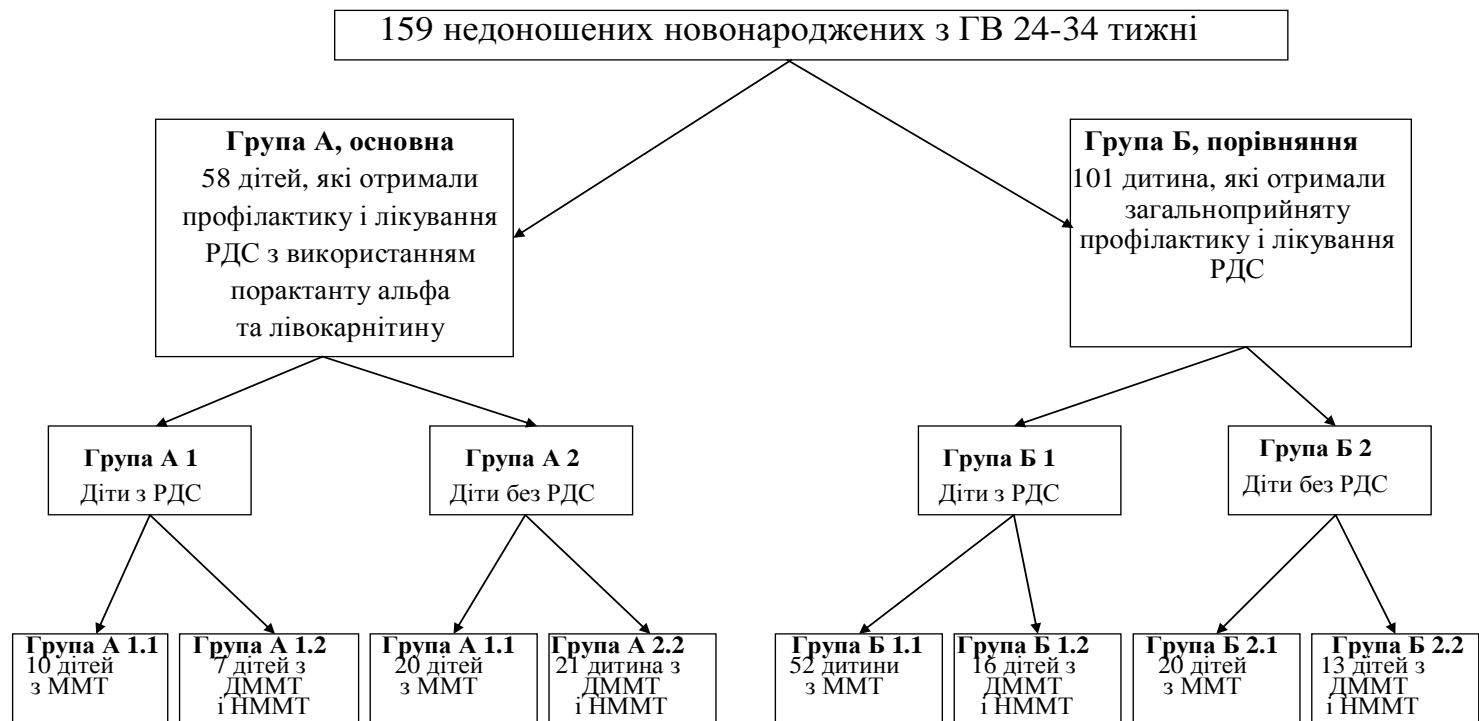 159 недоношених новонароджених з ГВ 24-34 тижні
Група А, основна
58 дітей, які отримали
профілактику і лікування
РДС з використанням
порактанту альфа
та лівокарнітину
Група Б, порівняння
101 дитина, які отримали
загальноприйняту
профілактику і лікування
РДС
Група А 1
Діти з РДС
Група А 2
Діти без РДС
Група Б 1
Діти з РДС
Група Б 2
Діти без РДС
Група А 1.1
10 дітей
з ММТ
Група А 1.2
7 дітей з
ДММТ
і НММТ
Група А 1.1
20 дітей
з ММТ
Група А 2.2
21 дитина з
ДММТ
і НММТ
Група Б 1.1
52 дитини
з ММТ
Група Б 1.2
16 дітей з
ДММТ
і НММТ
Група Б 2.1
20 дітей
з ММТ
Група Б 2.2
13 дітей з
ДММТ
і НММТ